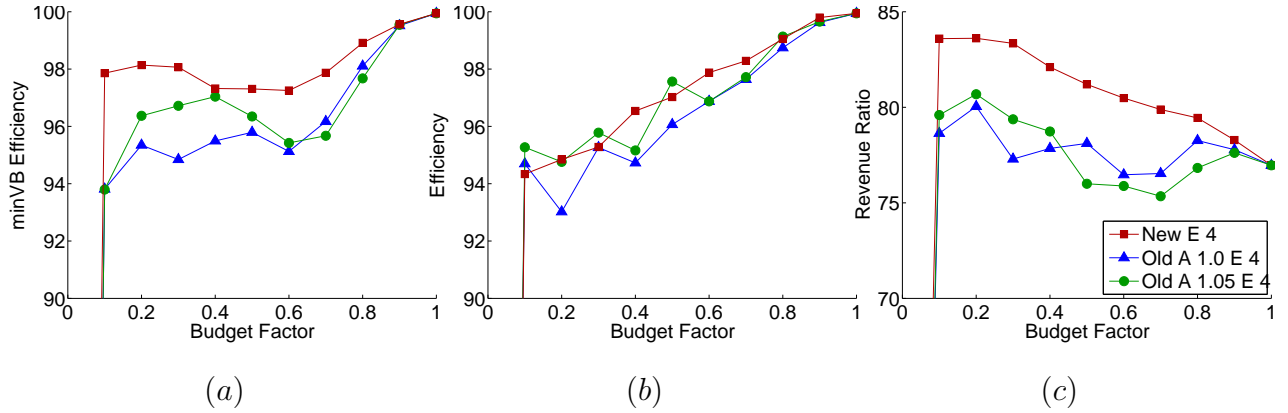 100
98
96
94
92
90
0
0.2
0.4
0.6
0.8
1
minVB Efficiency
Budget Factor
(a)
100
98
96
94
92
90
0
0.2
0.4
0.6
0.8
1
Efficiency
Budget Factor
(b)
85
80
75
70
0
0.2
0.4
0.6
0.8
1
Revenue Ratio
Budget Factor
New E 4
Old A 1.0 E 4
Old A 1.05 E 4
(c)